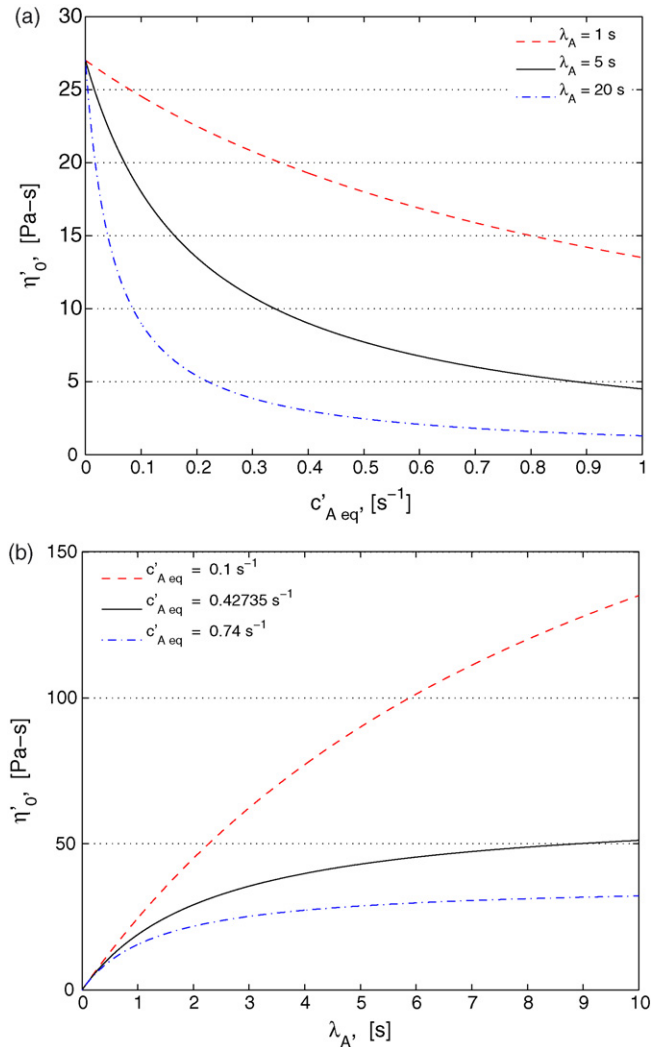 (a)
30
25
20
15
10
5
0
η'0, [Pa−s]
λA = 1 s
λA = 5 s
λA = 20 s
0 0.1 0.2 0.3 0.4 0.5 0.6 0.7 0.8 0.9 1
c'A eq, [s−1]
(b)
150
100
50
0
η'0, [Pa−s]
c'A eq = 0.1 s−1
c'A eq = 0.42735 s−1
c'A eq = 0.74 s−1
0 1 2 3 4 5 6 7 8 9 10
λA, [s]